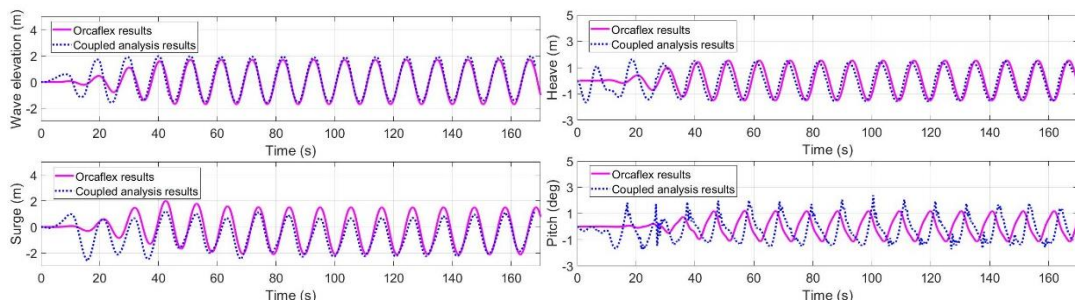 Wave elevation (m)
4
2
0
-2
Orcaflex results
Coupled analysis results
0 20 40 60 80 100 120 140 160
Time (s)
Heave (m)
5
3
1
-1
-3
Orcaflex results
Coupled analysis results
0 20 40 60 80 100 120 140 160
Time (s)
Surge (m)
4
2
0
-2
Orcaflex results
Coupled analysis results
0 20 40 60 80 100 120 140 160
Time (s)
Pitch (deg)
5
3
1
-1
-3
Orcaflex results
Coupled analysis results
0 20 40 60 80 100 120 140 160
Time (s)